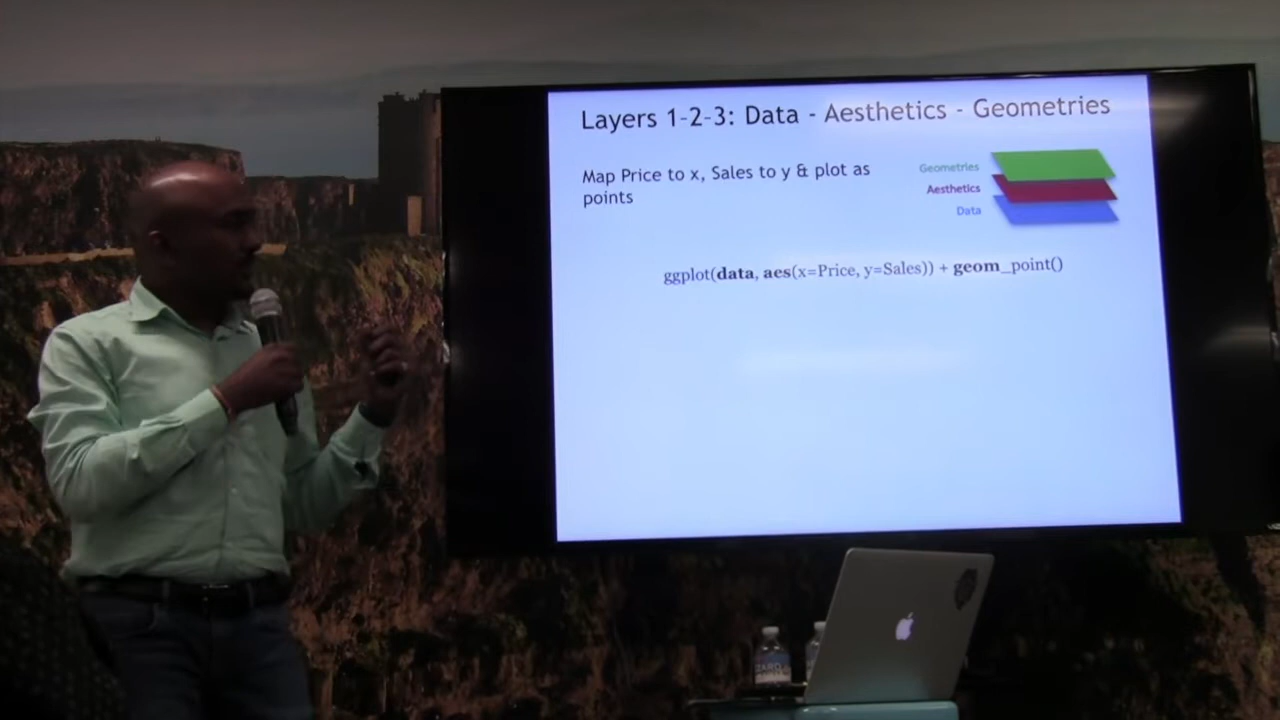 Layers 1-2-3: Data - Aesthetics - Geometries
Map Price to x, Sales to y & plot as
points
Geometries
Aesthetics
Data
ggplot(data, aes(x=Price, y=Sales)) + geom_point()